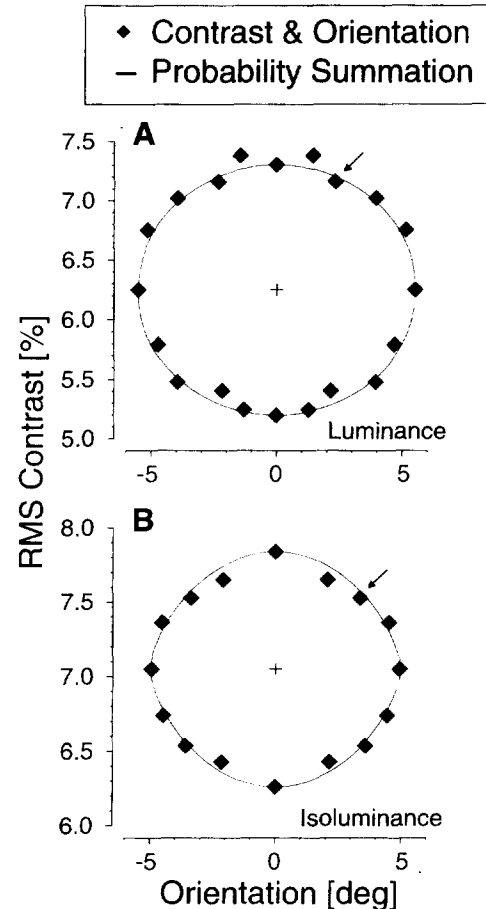 ◆ Contrast & Orientation
— Probability Summation
A
7.5
7.0
6.5
6.0
5.5
5.0
-5 0 5
Luminance
RMS Contrast [%]
B
8.0
7.5
7.0
6.5
6.0
-5 0 5
Isoluminance
Orientation [deg]